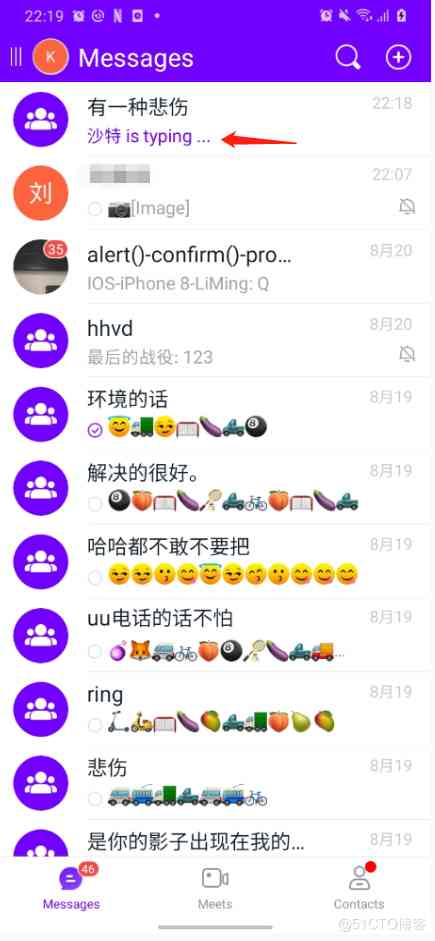 22:19
K
Messages
有一种悲伤
22:18
沙特 is typing ...
刘
22:07
[Image]
35
alert()-confirm()-pro...
8月20
IOS-iPhone 8-LiMing: Q
hhvd
8月20
最后的战役: 123
环境的话
8月19
解决的很好。
8月19
哈哈都不敢不要把
8月19
uu电话的话不怕
8月19
...
ring
8月19
悲伤
8月19
是你的影子出现在我的...
8月19
46
Messages
Meets
Contacts
@51CTO博客